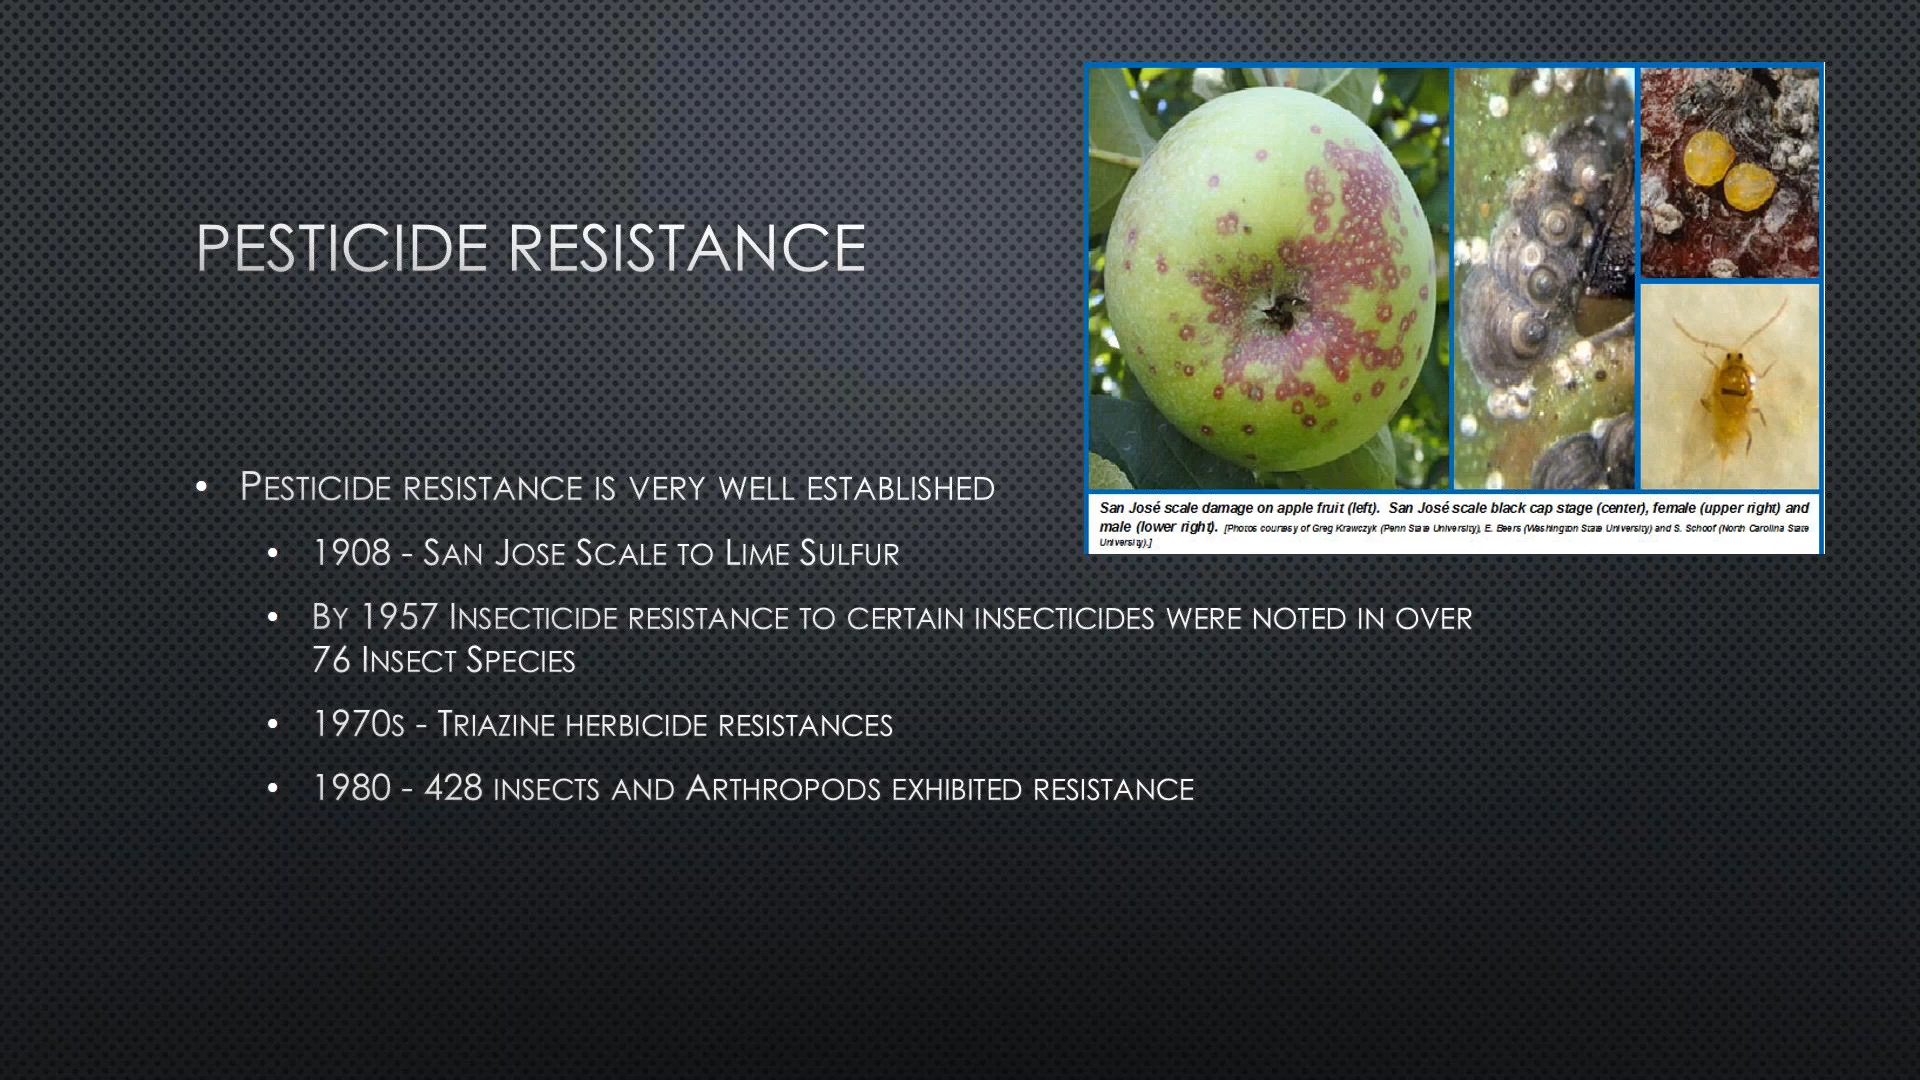 PESTICIDE RESISTANCE
• PESTICIDE RESISTANCE IS VERY WELL ESTABLISHED
• 1908 - SAN JOSE SCALE TO LIME SULFUR
• BY 1957 INSECTICIDE RESISTANCE TO CERTAIN INSECTICIDES WERE NOTED IN OVER
76 INSECT SPECIES
• 1970S - TRIAZINE HERBICIDE RESISTANCES
• 1980 - 428 INSECTS AND ARTHROPODS EXHIBITED RESISTANCE
San José scale damage on apple fruit (left). San José scale black cap stage (center), female (upper right) and
male (lower right). [Photos courtesy of Greg Krawczyk (Penn State University), E. Beers (Washington State University) and S. Schoof (North Carolina State
University).]